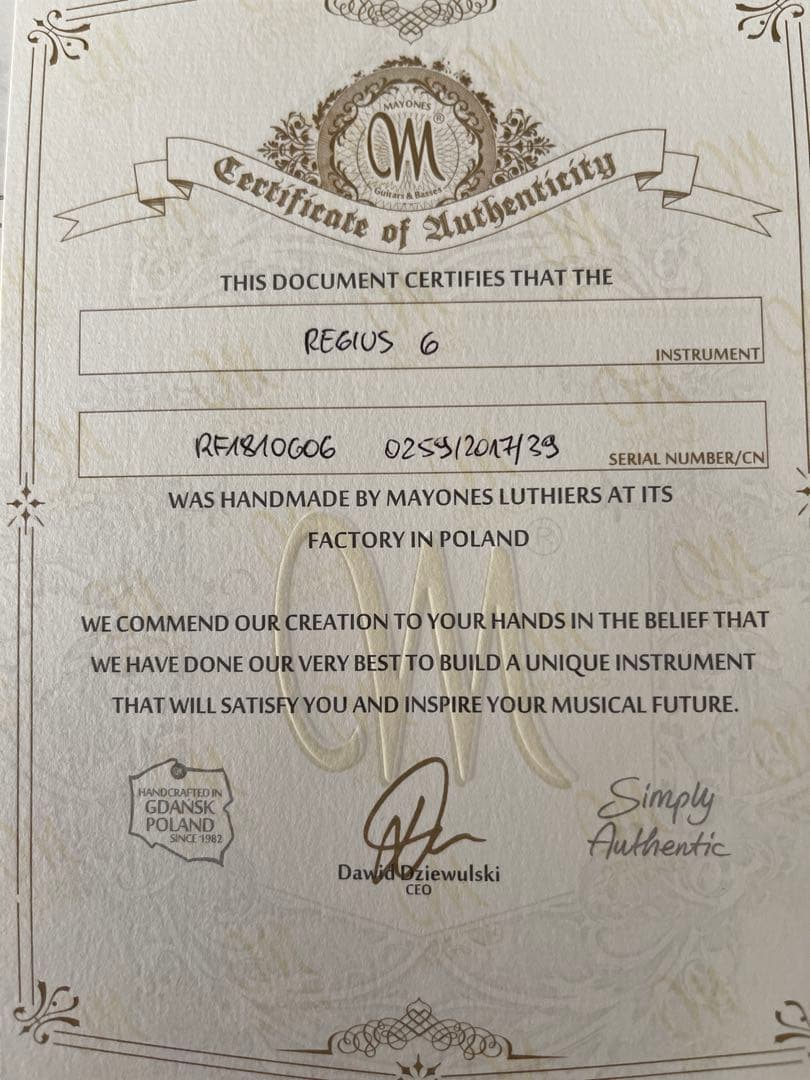 MAYONES
M®
Guitars & Basses
Certificate of Authenticity
THIS DOCUMENT CERTIFIES THAT THE
REGIUS 6
INSTRUMENT
RF1810G06 0259/2017/39
SERIAL NUMBER/CN
WAS HANDMADE BY MAYONES LUTHIERS AT ITS
FACTORY IN POLAND
WE COMMEND OUR CREATION TO YOUR HANDS IN THE BELIEF THAT
WE HAVE DONE OUR VERY BEST TO BUILD A UNIQUE INSTRUMENT
THAT WILL SATISFY YOU AND INSPIRE YOUR MUSICAL FUTURE.
HANDCRAFTED IN
GDAŃSK
POLAND
SINCE 1982
Dawid Dziewulski
CEO
Simply
Authentic